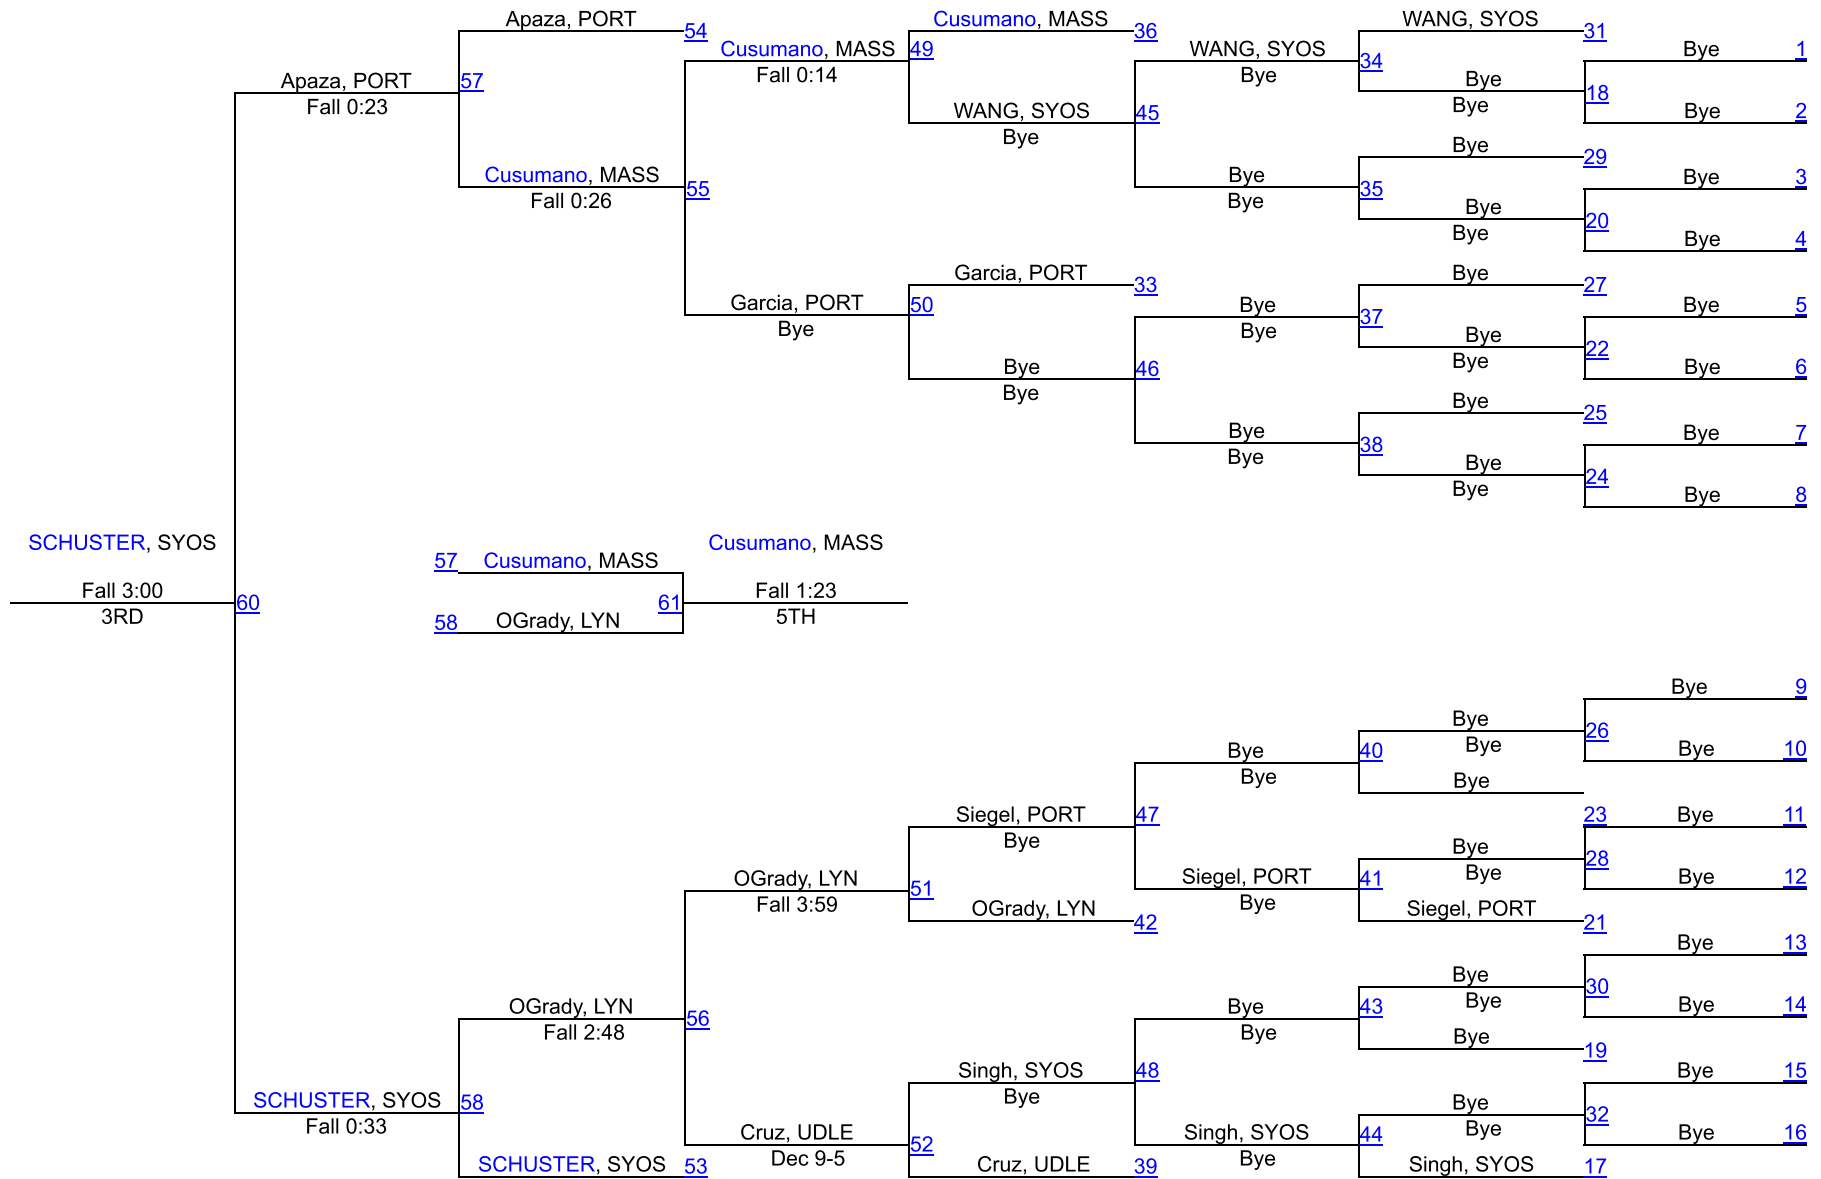 Apaza, PORT
54
Cusumano, MASS
36
WANG, SYOS
31
Cusumano, MASS
49
WANG, SYOS
34
Bye
1
Fall 0:14
Bye
Bye
18
Apaza, PORT
57
Bye
Fall 0:23
WANG, SYOS
45
Bye
2
Bye
Bye
29
Cusumano, MASS
55
Bye
35
Bye
3
Fall 0:26
Bye
Bye
20
Bye
Bye
4
Garcia, PORT
33
Bye
27
Garcia, PORT
50
Bye
37
Bye
5
Bye
Bye
Bye
22
Bye
Bye
46
Bye
6
Bye
Bye
25
Bye
38
Bye
7
Bye
Bye
24
Bye
Bye
8
SCHUSTER, SYOS
57
Cusumano, MASS
Cusumano, MASS
Fall 3:00
60
61
Fall 1:23
3RD
58
OGrady, LYN
5TH
Bye
9
Bye
26
Bye
40
Bye
Bye
10
Bye
Bye
Siegel, PORT
47
23
Bye
11
Bye
Bye
28
OGrady, LYN
51
Siegel, PORT
41
Bye
Bye
12
Fall 3:59
Bye
OGrady, LYN
42
Siegel, PORT
21
Bye
13
Bye
30
OGrady, LYN
56
Bye
43
Bye
Bye
14
Fall 2:48
Bye
Bye
19
Singh, SYOS
48
Bye
15
Bye
SCHUSTER, SYOS
58
Bye
32
Fall 0:33
Cruz, UDLE
52
Singh, SYOS
44
Bye
Bye
16
Dec 9-5
Bye
SCHUSTER, SYOS
53
Cruz, UDLE
39
Singh, SYOS
17